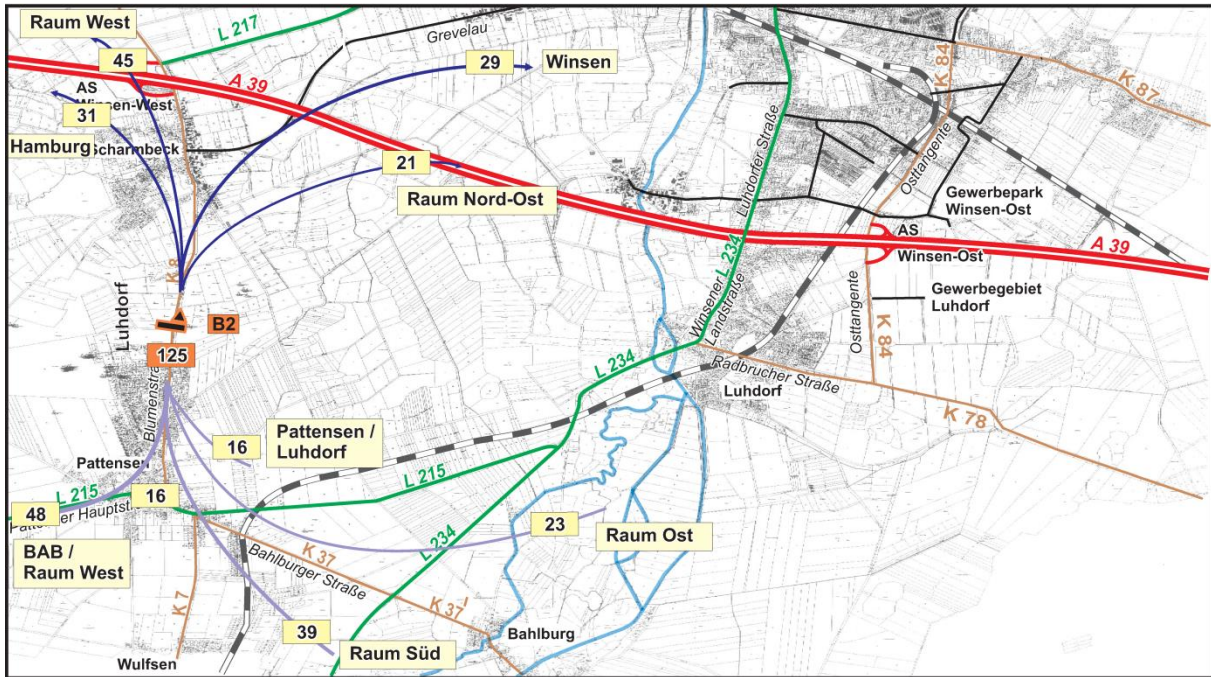 Raum West
L 217
Grevelau
45
29
Winsen
A 39
K 84
K 87
AS
Winsen-West
31
Hamburg
Scharmbeck
21
Raum Nord-Ost
Luhdorfer Straße
Osttangente
Gewerbepark
Winsen-Ost
AS
Winsen-Ost
A 39
K 8
L 234
Winsener
Landstraße
Gewerbegebiet
Luhdorf
Osttangente
K 84
Luhdorf
B2
125
Blumenstraß
L 234
Radbrucher Straße
Luhdorf
K 78
16
Pattensen /
Luhdorf
Pattensen
L 215
16
L 215
48
Hauptst
23
Raum Ost
BAB /
Raum West
L 234
K 37
Bahlburger Straße
K 7
K 37
39
Raum Süd
Bahlburg
Wulfsen